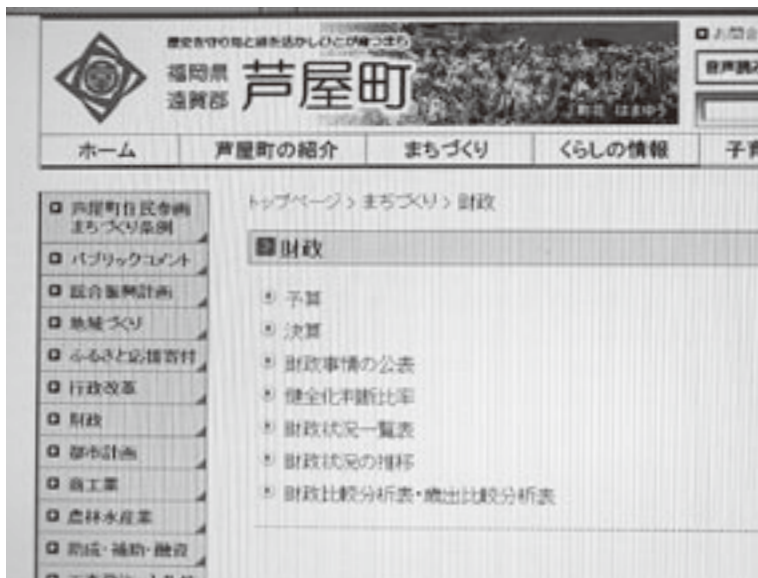 歴史を守り海と緑を活かしひとが育つまち
福岡県
遠賀郡
芦屋町
町花 はまゆう
ホーム
芦屋町の紹介
まちづくり
くらしの情報
芦屋町住民参画
まちづくり条例
パブリックコメント
総合振興計画
地域づくり
ふるさと応援寄付
行政改革
財政
都市計画
商工業
農林水産業
助成・補助・融資
トップページ > まちづくり > 財政
財政
予算
決算
財政事情の公表
健全化判断比率
財政状況一覧表
財政状況の推移
財政比較分析表・歳出比較分析表